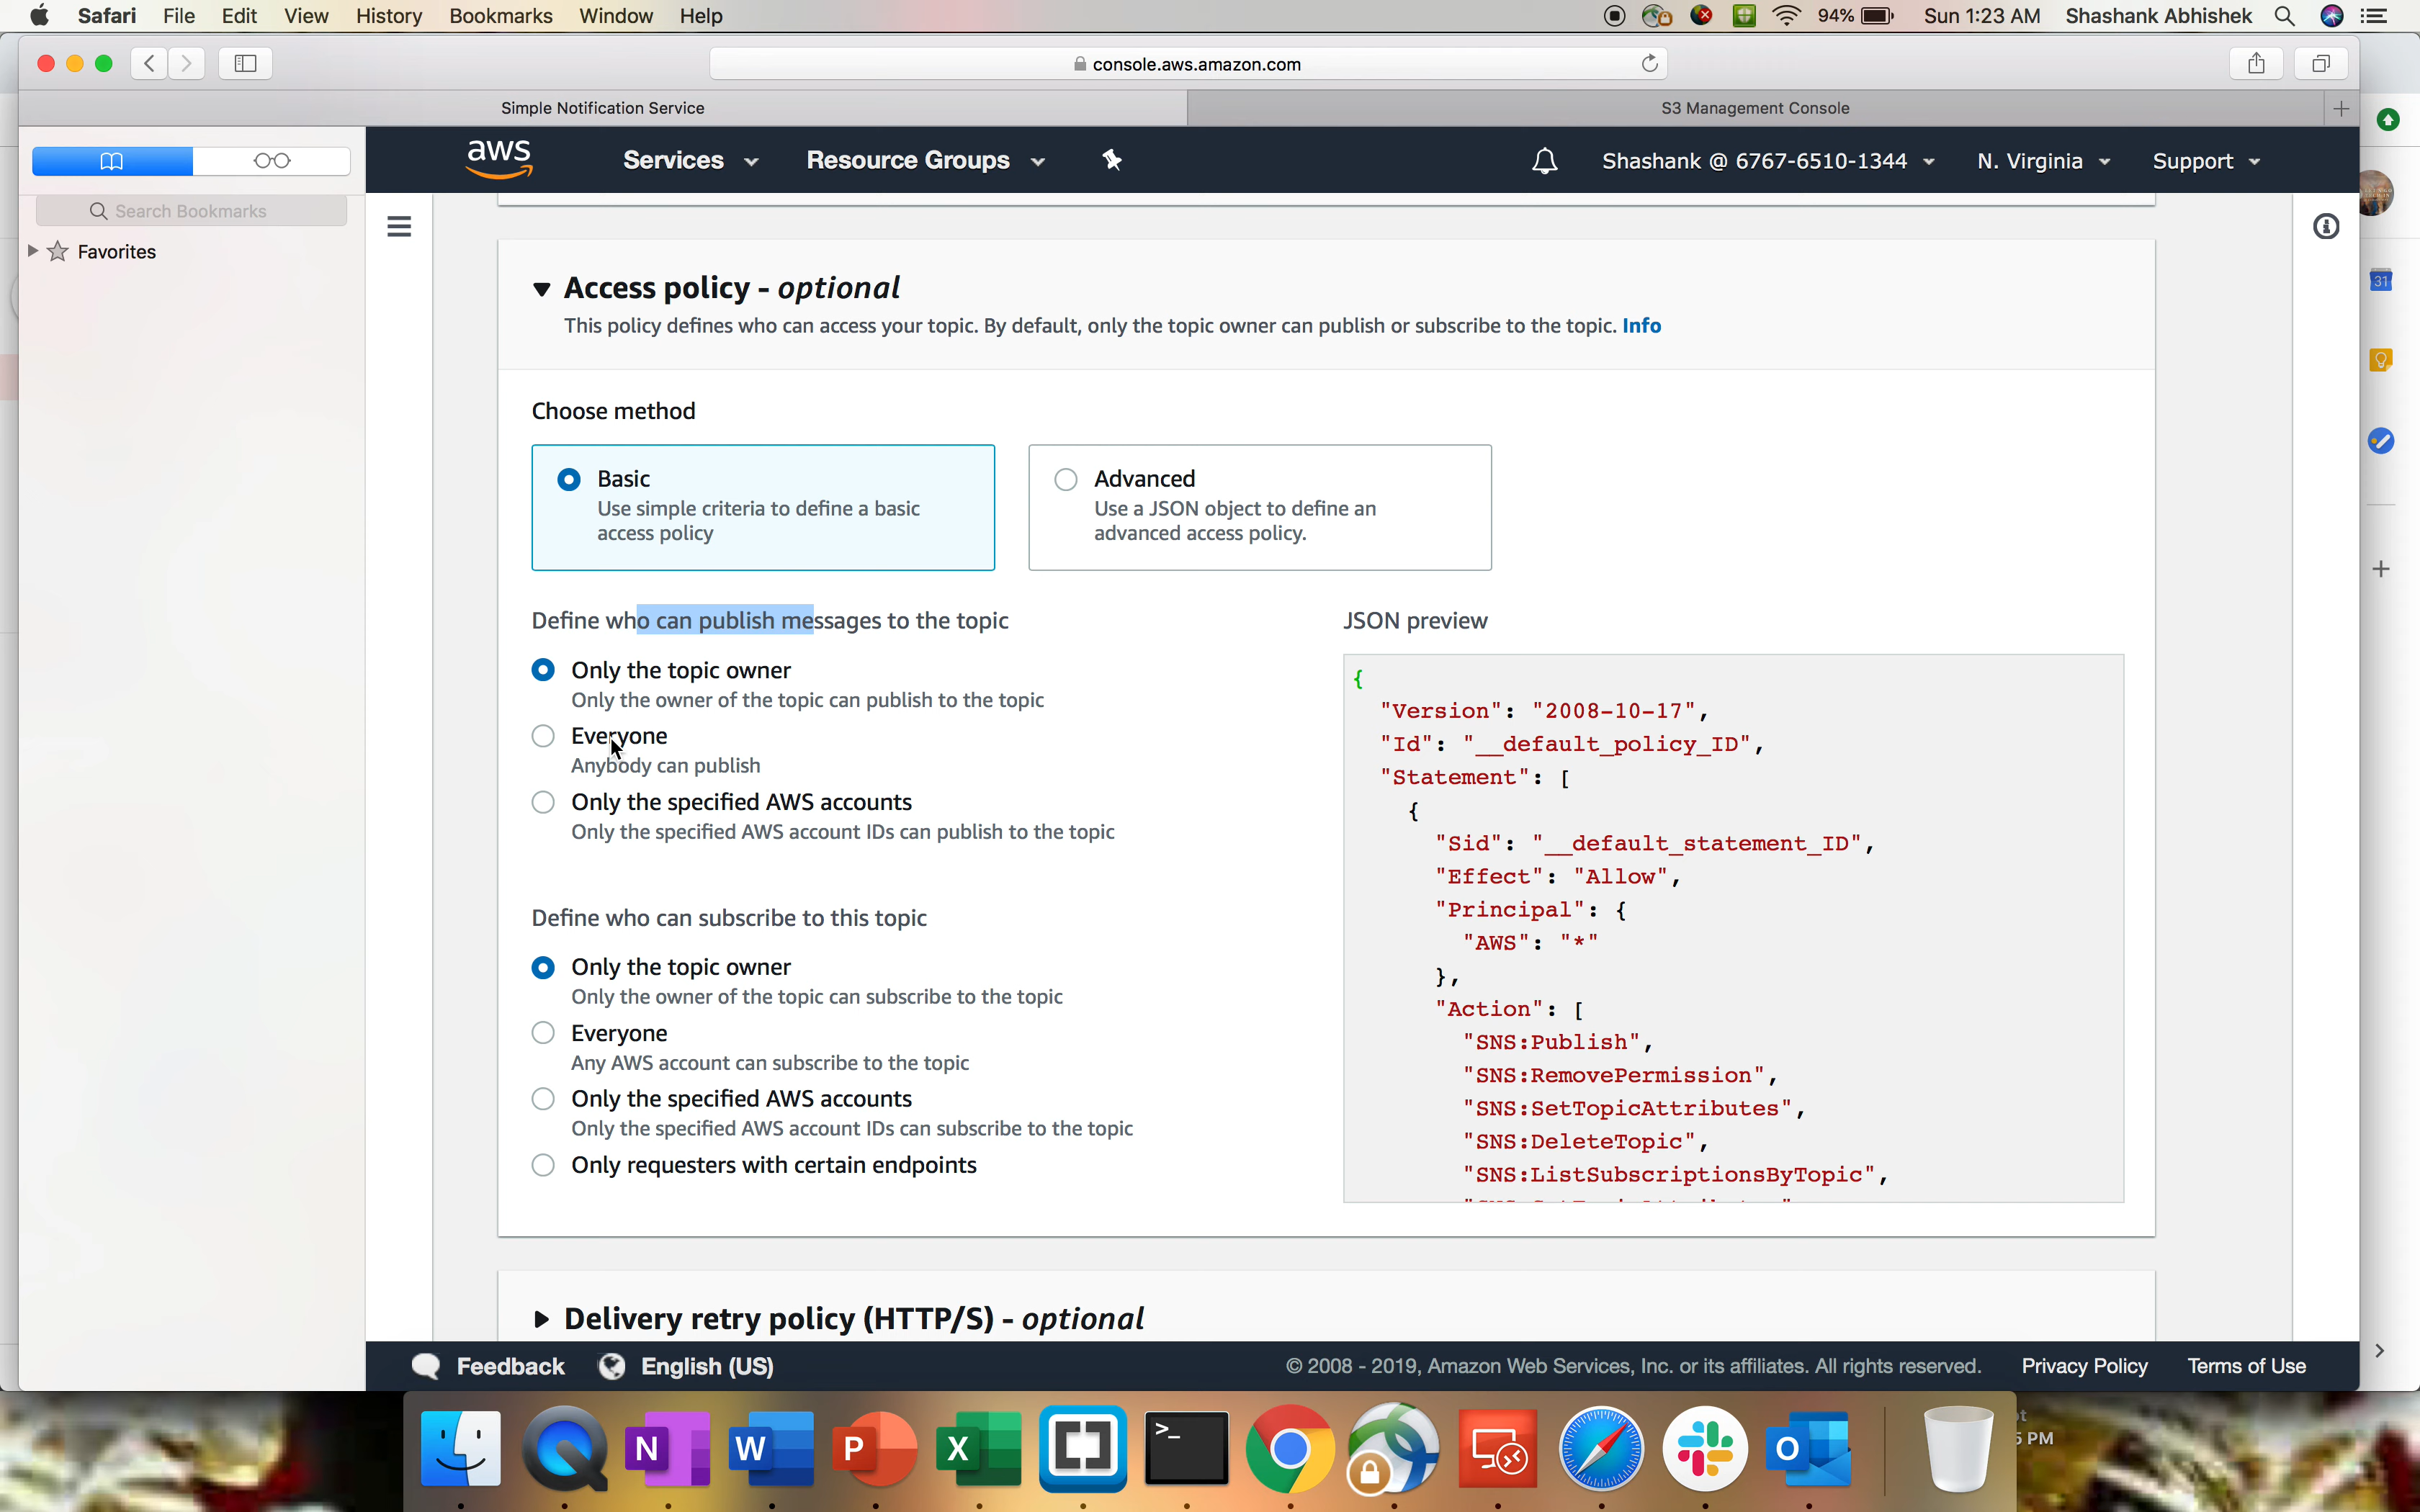 Safari File Edit View History Bookmarks Window Help 94% Sun 1:23 AM Shashank Abhishek
console.aws.amazon.com
Simple Notification Service S3 Management Console
aws Services Resource Groups Shashank @ 6767-6510-1344 N. Virginia Support
Search Bookmarks
Favorites
Access policy - optional
This policy defines who can access your topic. By default, only the topic owner can publish or subscribe to the topic. Info
Choose method
Basic
Use simple criteria to define a basic
access policy
Advanced
Use a JSON object to define an
advanced access policy.
Define who can publish messages to the topic
Only the topic owner
Only the owner of the topic can publish to the topic
Everyone
Anybody can publish
Only the specified AWS accounts
Only the specified AWS account IDs can publish to the topic
Define who can subscribe to this topic
Only the topic owner
Only the owner of the topic can subscribe to the topic
Everyone
Any AWS account can subscribe to the topic
Only the specified AWS accounts
Only the specified AWS account IDs can subscribe to the topic
Only requesters with certain endpoints
JSON preview
{
"Version": "2008-10-17",
"Id": "__default_policy_ID",
"Statement": [
{
"Sid": "__default_statement_ID",
"Effect": "Allow",
"Principal": {
"AWS": "*"
},
"Action": [
"SNS:Publish",
"SNS:RemovePermission",
"SNS:SetTopicAttributes",
"SNS:DeleteTopic",
"SNS:ListSubscriptionsByTopic",
Delivery retry policy (HTTP/S) - optional
Feedback English (US) © 2008 - 2019, Amazon Web Services, Inc. or its affiliates. All rights reserved. Privacy Policy Terms of Use
31
N W P X >_ O
5 PM